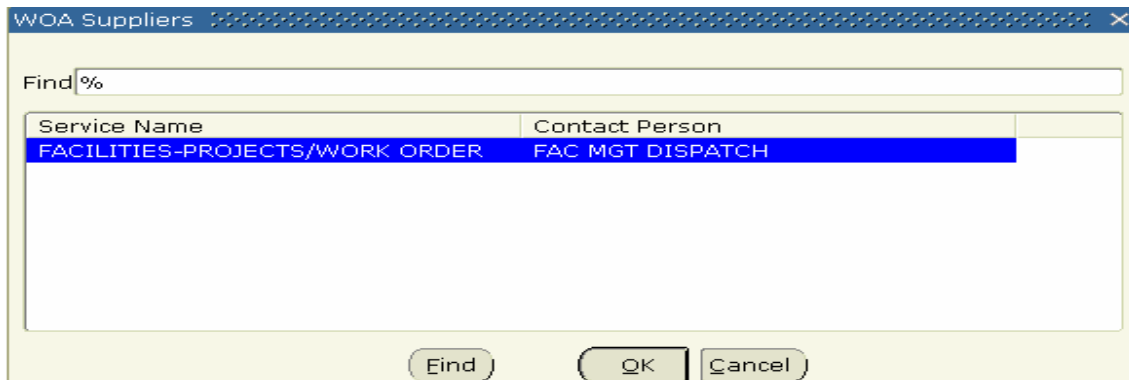 WOA Suppliers
Find %
Service Name Contact Person
FACILITIES-PROJECTS/WORK ORDER FAC MGT DISPATCH
Find OK Cancel